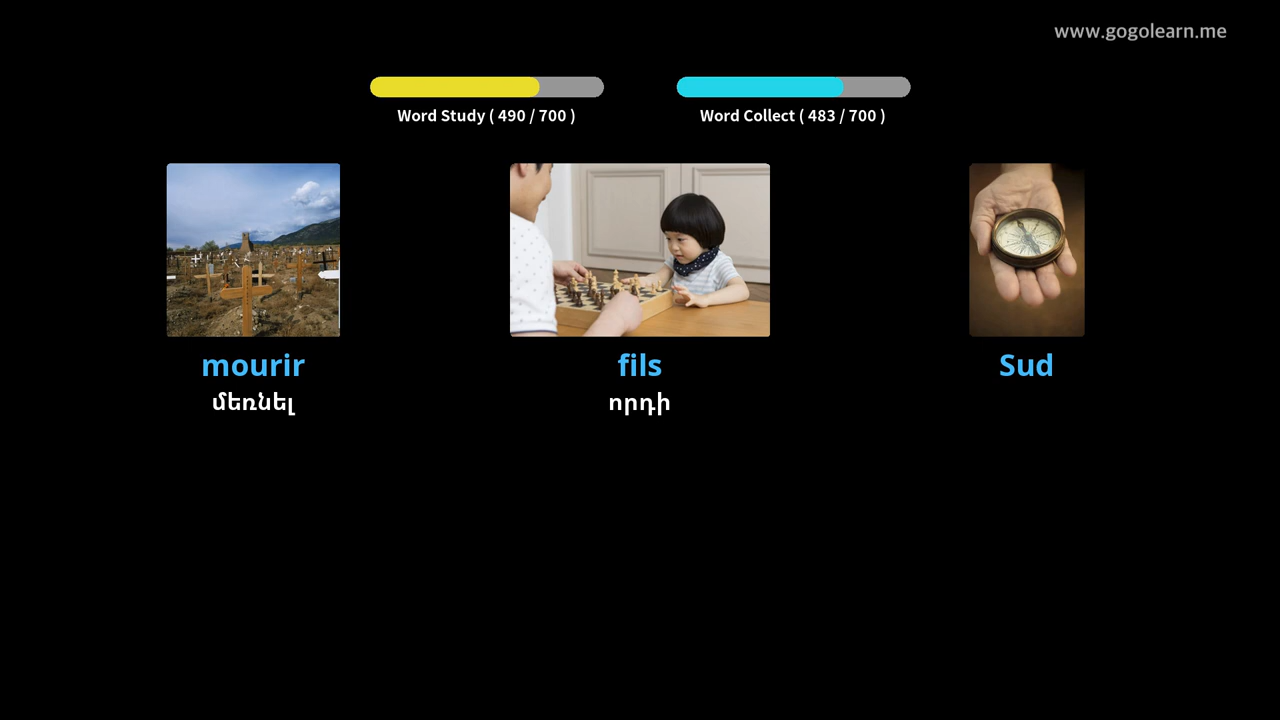 www.gogolearn.me
Word Study ( 490 / 700 )
Word Collect ( 483 / 700 )
mourir
մեռնել
fils
որդի
Sud